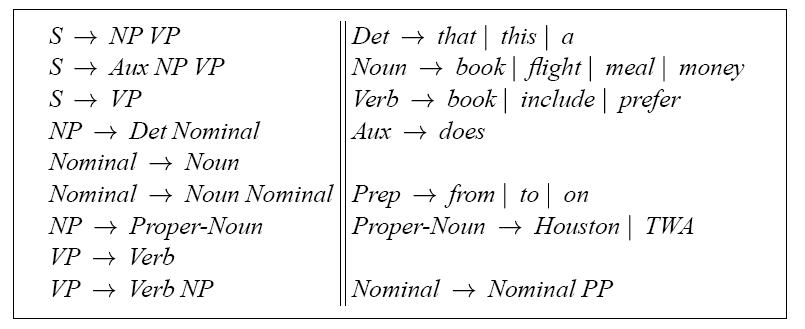 S → NP VP Det → that | this | a
S → Aux NP VP Noun → book | flight | meal | money
S → VP Verb → book | include | prefer
NP → Det Nominal Aux → does
Nominal → Noun
Nominal → Noun Nominal Prep → from | to | on
NP → Proper-Noun Proper-Noun → Houston | TWA
VP → Verb
VP → Verb NP Nominal → Nominal PP